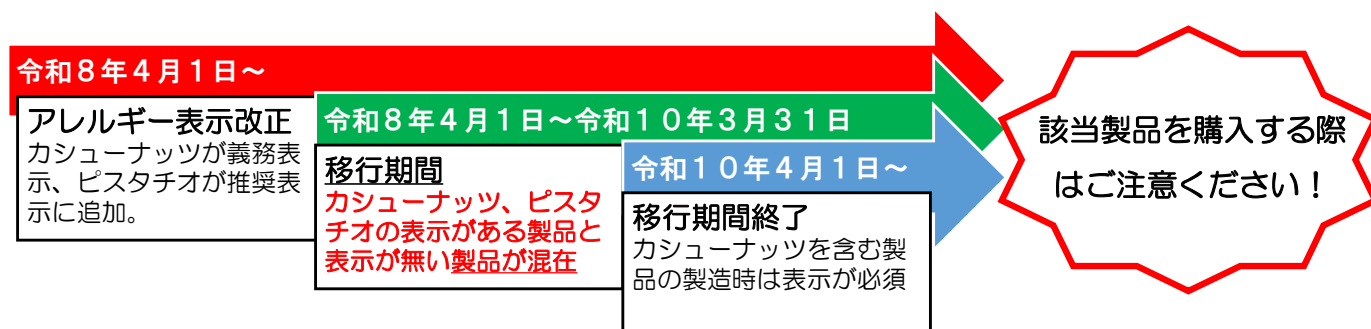 令和８年４月１日～
アレルギー表示改正
カシューナッツが義務表
示、ピスタチオが推奨表
示に追加。
令和８年４月１日～令和１０年３月３１日
移行期間
カシューナッツ、ピスタ
チオの表示がある製品と
表示が無い製品が混在
令和１０年４月１日～
移行期間終了
カシューナッツを含む製
品の製造時は表示が必須
該当製品を購入する際
はご注意ください！